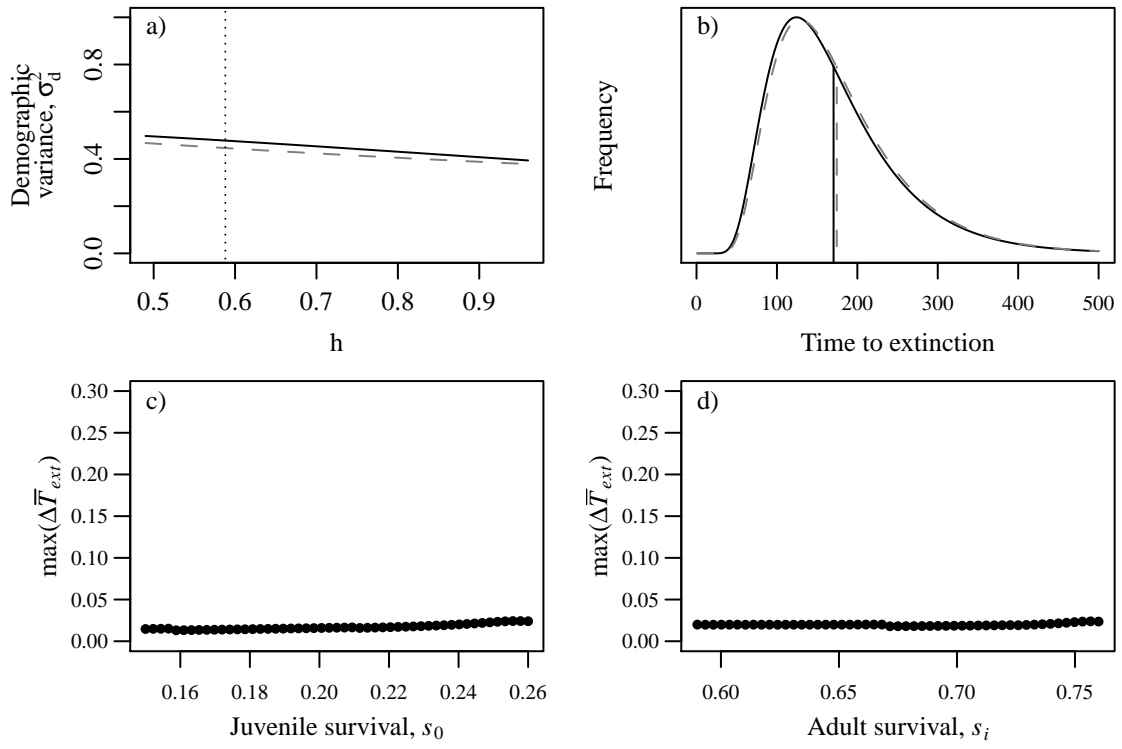 a)
Demographic
variance, σ_d^2
0.0
0.4
0.8
0.5
0.6
0.7
0.8
0.9
h
b)
Frequency
0
100
200
300
400
500
Time to extinction
c)
max(ΔT̿_ext)
0.30
0.25
0.20
0.15
0.10
0.05
0.00
0.16
0.18
0.20
0.22
0.24
0.26
Juvenile survival, s_0
d)
max(ΔT̿_ext)
0.30
0.25
0.20
0.15
0.10
0.05
0.00
0.60
0.65
0.70
0.75
Adult survival, s_i